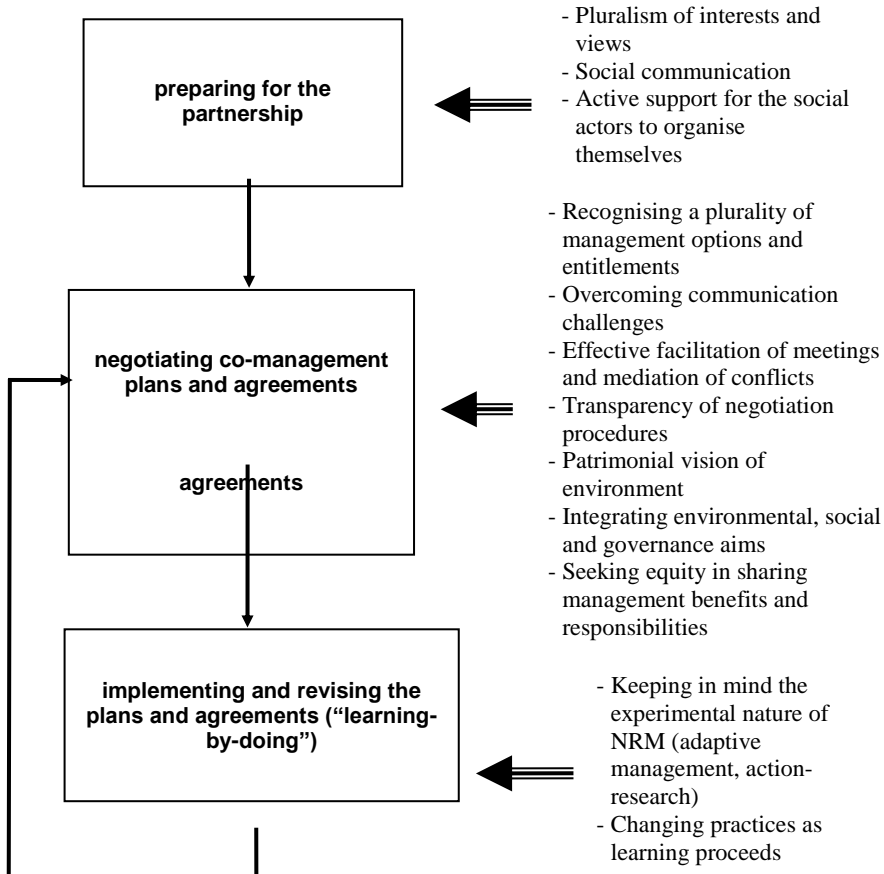 preparing for the
partnership
- Pluralism of interests and
views
- Social communication
- Active support for the social
actors to organise
themselves
negotiating co-management
plans and agreements
agreements
- Recognising a plurality of
management options and
entitlements
- Overcoming communication
challenges
- Effective facilitation of meetings
and mediation of conflicts
- Transparency of negotiation
procedures
- Patrimonial vision of
environment
- Integrating environmental, social
and governance aims
- Seeking equity in sharing
management benefits and
responsibilities
implementing and revising the
plans and agreements (“learning-
by-doing”)
- Keeping in mind the
experimental nature of
NRM (adaptive
management, action-
research)
- Changing practices as
learning proceeds